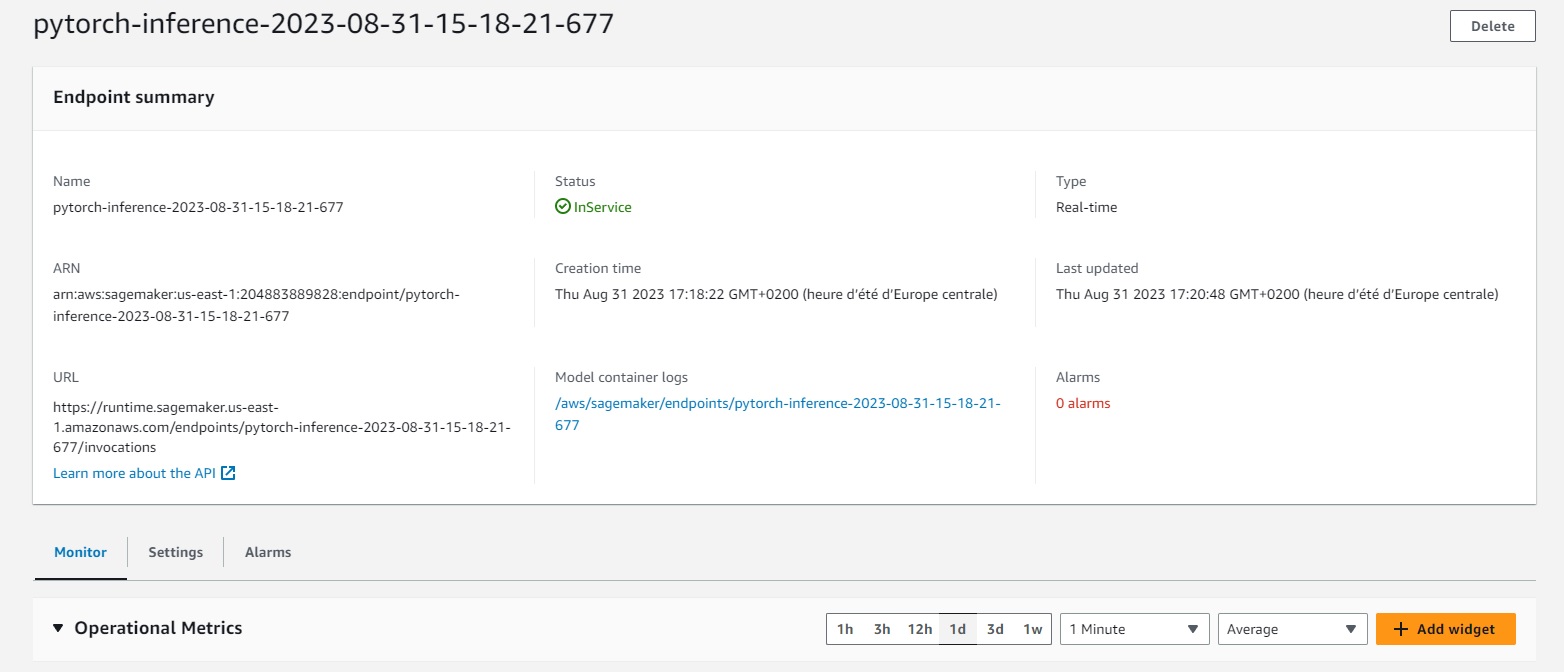 pytorch-inference-2023-08-31-15-18-21-677
Delete
Endpoint summary
Name
pytorch-inference-2023-08-31-15-18-21-677
Status
InService
Type
Real-time
ARN
arn:aws:sagemaker:us-east-1:204883889828:endpoint/pytorch-
inference-2023-08-31-15-18-21-677
Creation time
Thu Aug 31 2023 17:18:22 GMT+0200 (heure d’été d’Europe centrale)
Last updated
Thu Aug 31 2023 17:20:48 GMT+0200 (heure d’été d’Europe centrale)
URL
https://runtime.sagemaker.us-east-
1.amazonaws.com/endpoints/pytorch-inference-2023-08-31-15-18-21-
677/invocations
Learn more about the API
Model container logs
/aws/sagemaker/endpoints/pytorch-inference-2023-08-31-15-18-21-
677
Alarms
0 alarms
Monitor
Settings
Alarms
Operational Metrics
1h 3h 12h 1d 3d 1w
1 Minute
Average
Add widget